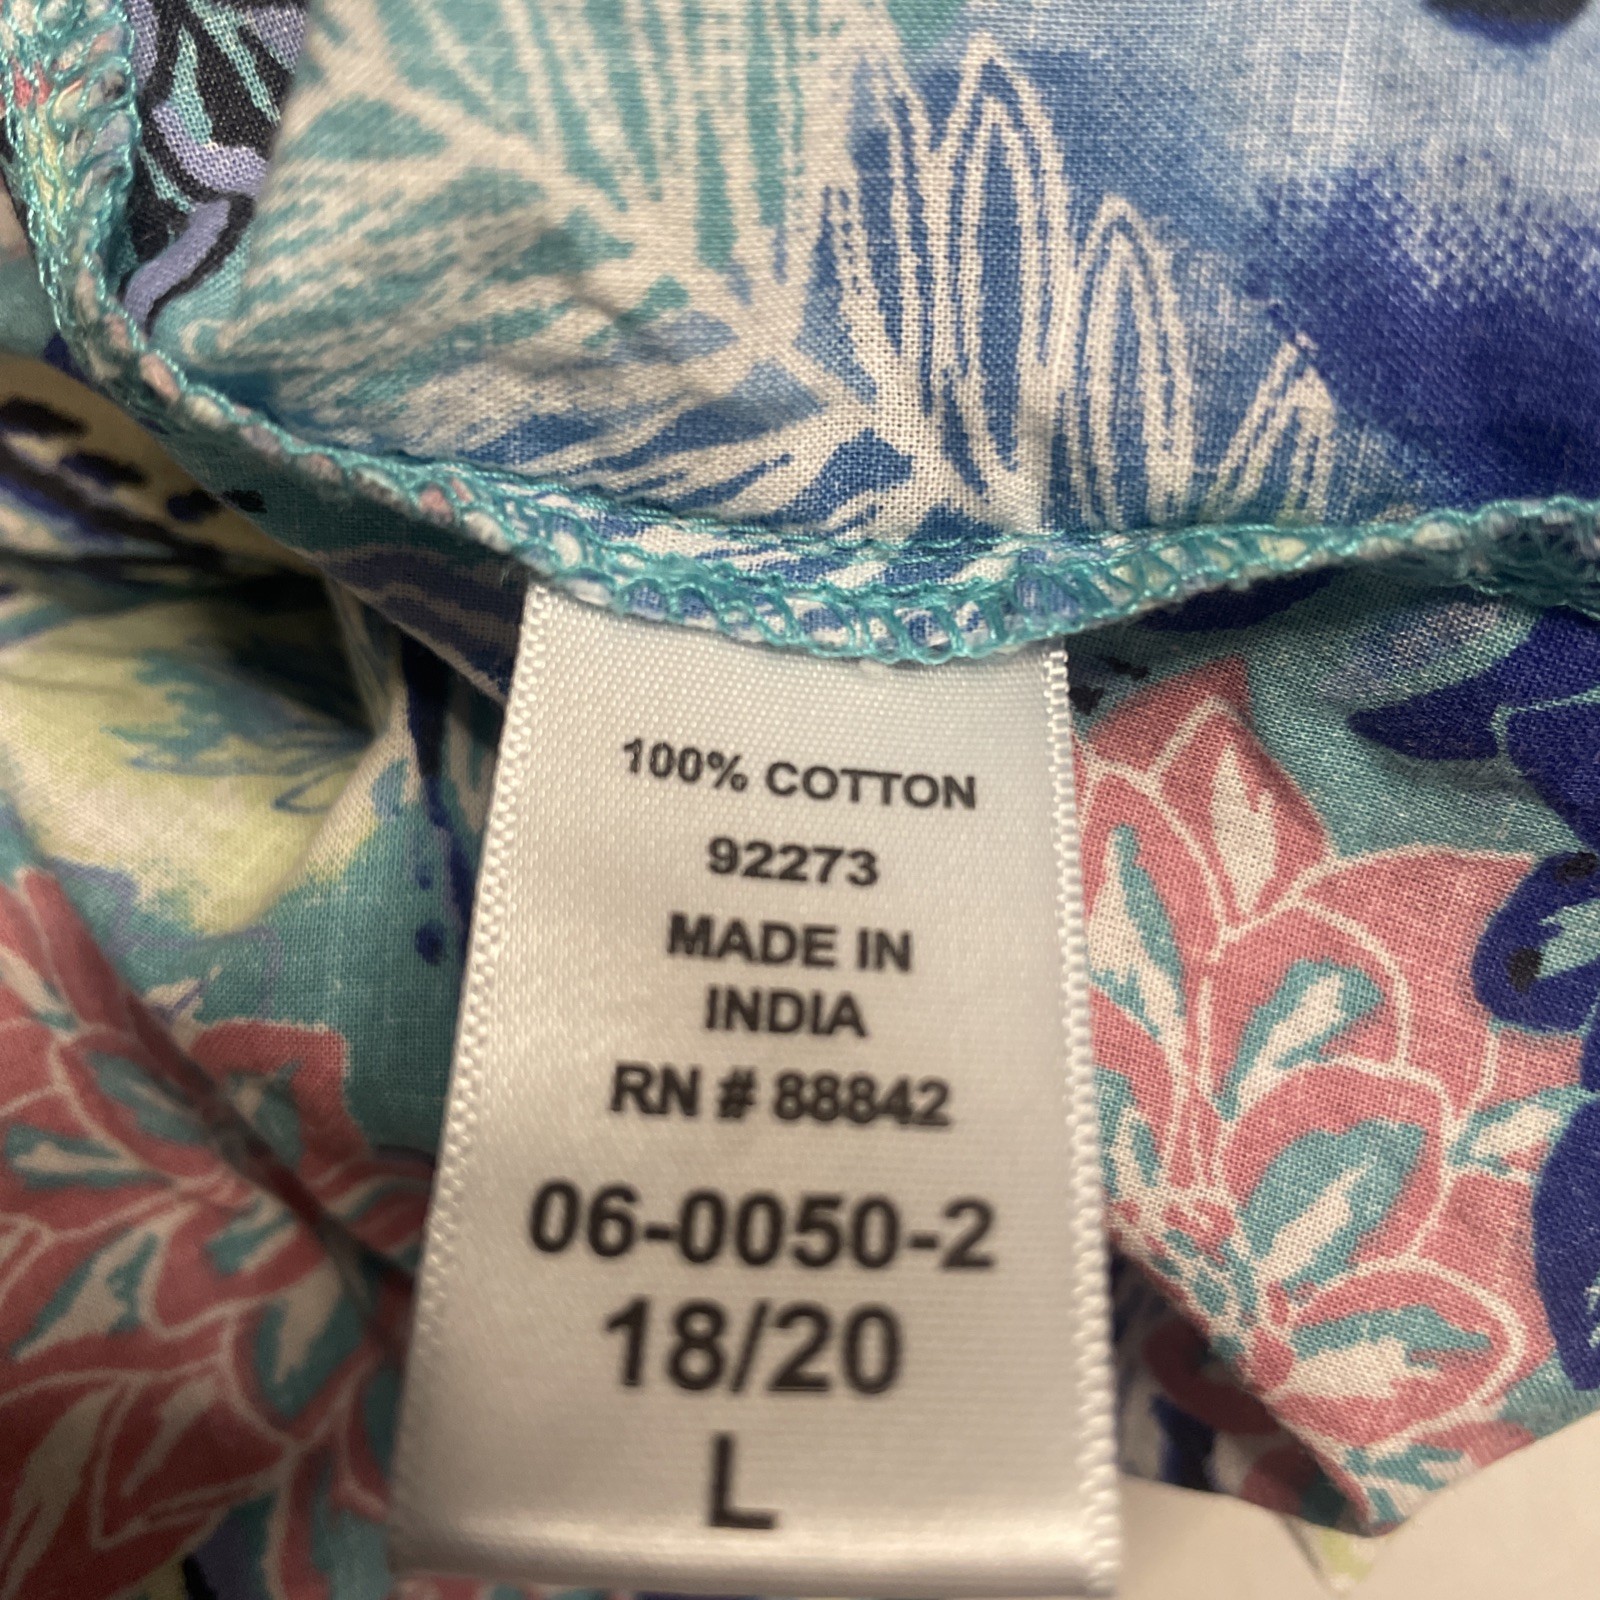 100% COTTON
92273
MADE IN
INDIA
RN # 88842
06-0050-2
18/20
L